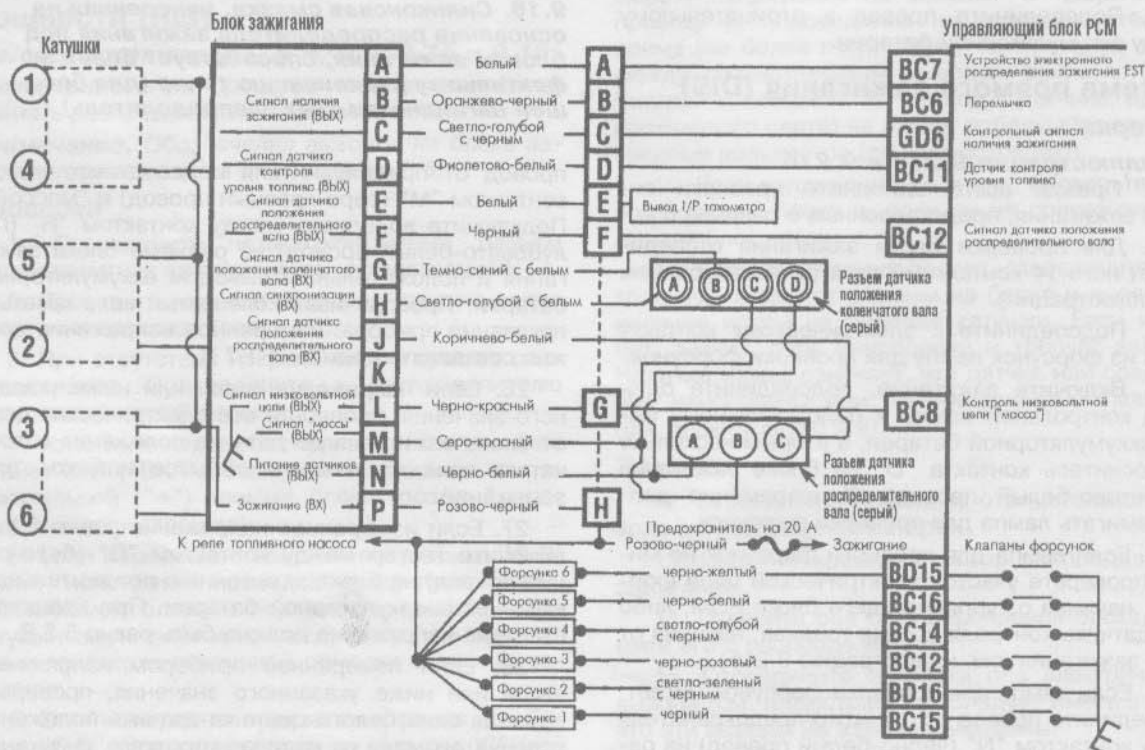 Блок зажигания
Управляющий блок PCM
Катушки
1
4
5
2
3
6
Сигнал наличия
зажигания (ВЫХ)
Сигнал датчика
контроля
уровня топливо (ВЫХ)
Сигнал датчика
положения
распределительного
вала (ВЫХ)
Сигнал датчика
положения коленчатого
вала (ВХ)
Сигнал синхронизации
(ВХ)
Сигнал датчика
положения
распределительного
вала (ВХ)
Сигнал низковольтной
цепи (ВЫХ)
Сигнал "массы"
(ВЫХ)
Питание датчиков
(ВЫХ)
Зажигание (ВХ)
A
B
C
D
E
F
G
H
J
K
L
M
N
P
Белый
Оранжево-черный
Светло-голубой
с черным
Фиолетово-белый
Белый
Черный
Темно-синий с белым
Светло-голубой с белым
Коричнево-белый
Черно-красный
Серо-красный
Черно-белый
Розово-черный
A
B
C
D
E
F
G
H
Вывод I/P тахометра
A B C D
Разъем датчика
положения
коленчатого вала
(серый)
A B C
Разъем датчика
положения
распределительного
вала (серый)
BC7
Устройство электронного
распределения зажигания EST
BC6
Перемычка
GD6
Контрольный сигнал
наличия зажигания
BC11
Датчик контроля
уровня топлива
BC12
Сигнал датчика положения
распределительного вала
BC8
Контроль низковольтной
цепи ("масса")
К реле топливного насоса
Предохранитель на 20 А
Розово-черный
Зажигание
Клапаны форсунок
Форсунка 6
черно-желтый
BD15
Форсунка 5
черно-белый
BC16
Форсунка 4
светло-голубой
с черным
BC14
Форсунка 3
черно-розовый
BC12
Форсунка 2
светло-зеленый
с черным
BD16
Форсунка 1
черный
BC15